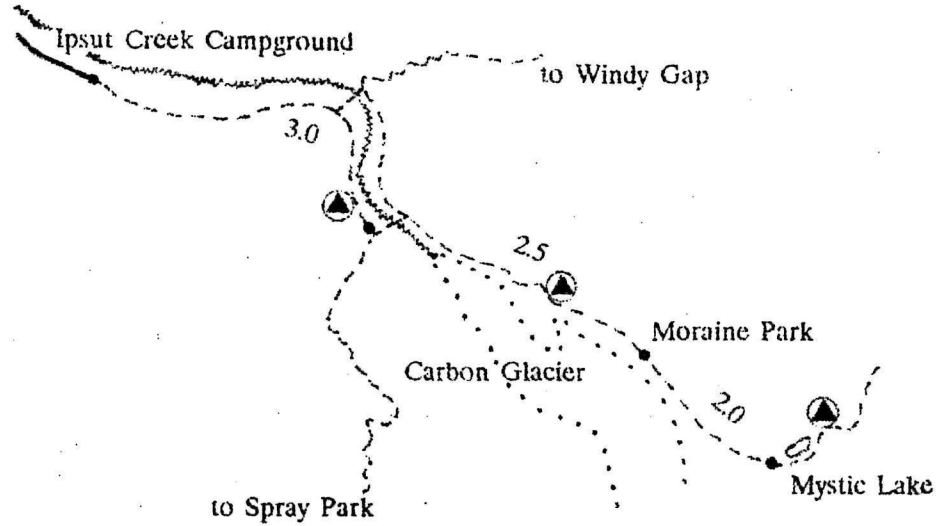 Ipsut Creek Campground
to Windy Gap
3.0
2.5
Moraine Park
Carbon Glacier
2.0
Mystic Lake
to Spray Park